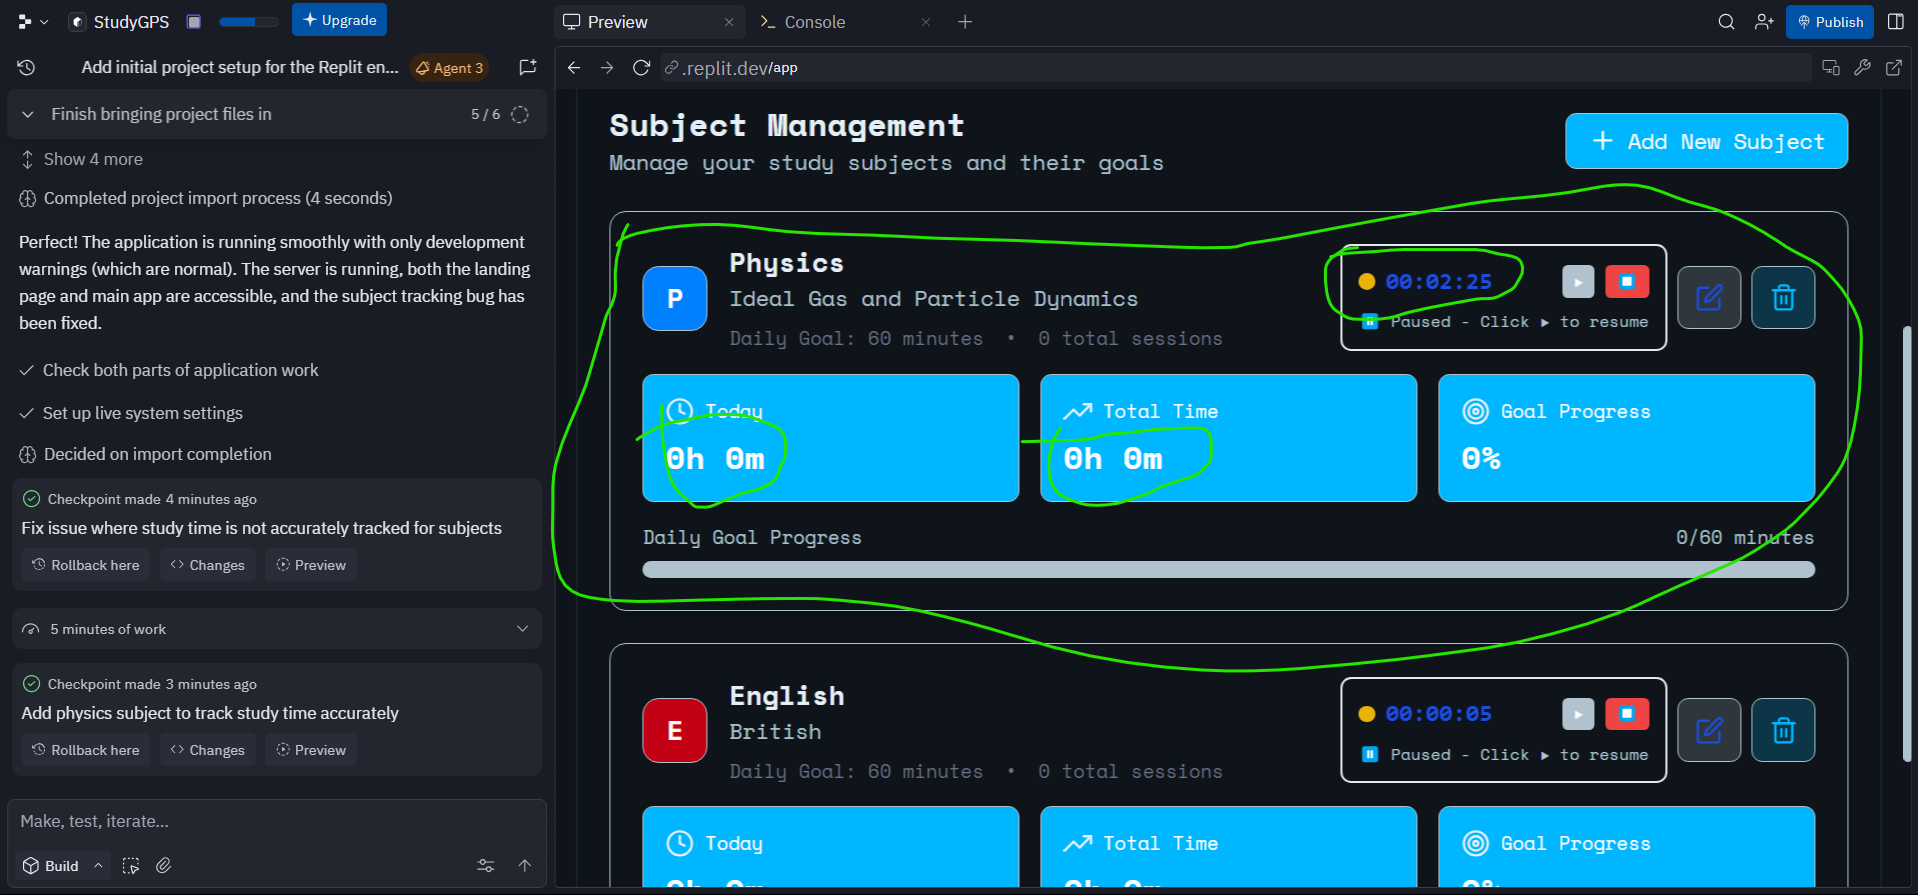 StudyGPS
Upgrade
Add initial project setup for the Replit en...
Agent 3
Finish bringing project files in
5 / 6
Show 4 more
Completed project import process (4 seconds)
Perfect! The application is running smoothly with only development
warnings (which are normal). The server is running, both the landing
page and main app are accessible, and the subject tracking bug has
been fixed.
Check both parts of application work
Set up live system settings
Decided on import completion
Checkpoint made 4 minutes ago
Fix issue where study time is not accurately tracked for subjects
Rollback here
Changes
Preview
5 minutes of work
Checkpoint made 3 minutes ago
Add physics subject to track study time accurately
Rollback here
Changes
Preview
Make, test, iterate...
Build
Preview
Console
Publish
.replit.dev/app
Subject Management
Manage your study subjects and their goals
Add New Subject
P
Physics
Ideal Gas and Particle Dynamics
Daily Goal: 60 minutes • 0 total sessions
00:02:25
Paused - Click ▶ to resume
Today
0h 0m
Total Time
0h 0m
Goal Progress
0%
Daily Goal Progress
0/60 minutes
E
English
British
Daily Goal: 60 minutes • 0 total sessions
00:00:05
Paused - Click ▶ to resume
Today
0h 0m
Total Time
0h 0m
Goal Progress
0%